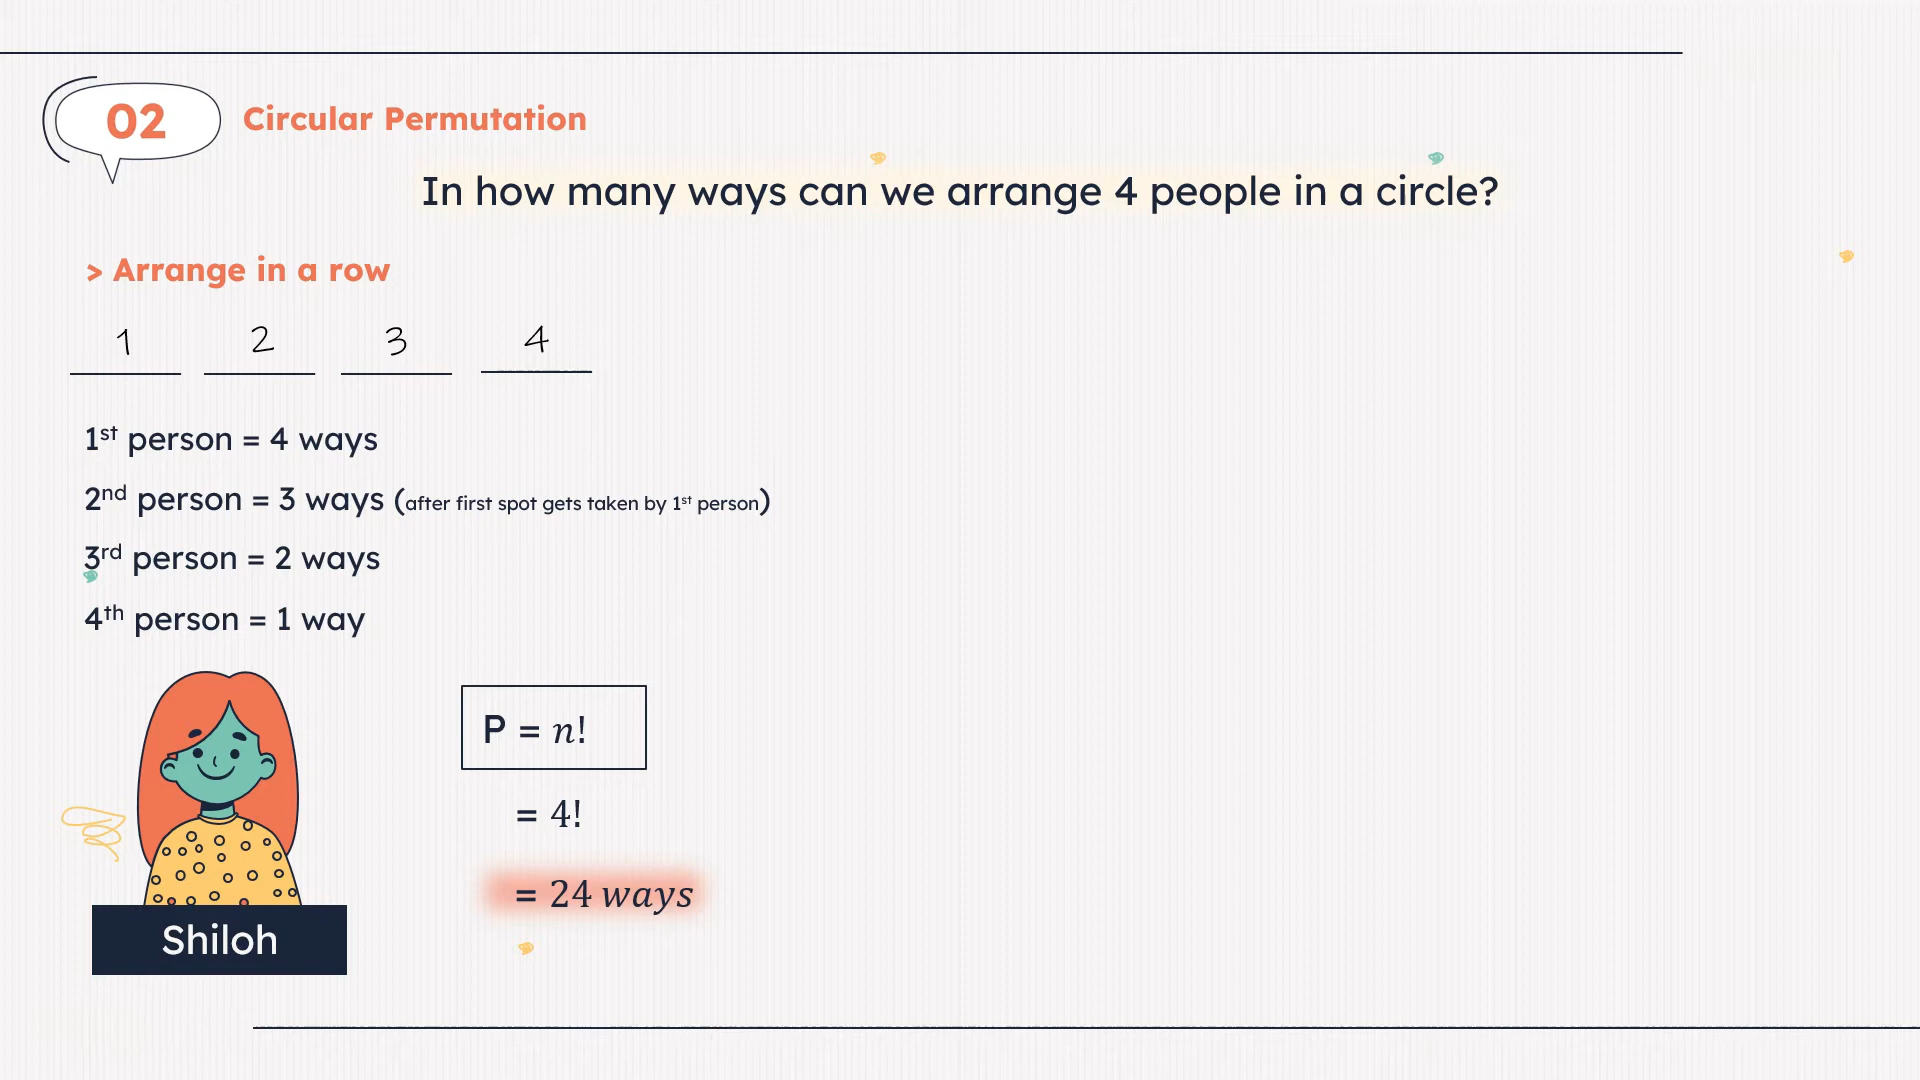 02
Circular Permutation
In how many ways can we arrange 4 people in a circle?
> Arrange in a row
1 2 3 4
1st person = 4 ways
2nd person = 3 ways (after first spot gets taken by 1st person)
3rd person = 2 ways
4th person = 1 way
P = n!
= 4!
= 24 ways
Shiloh